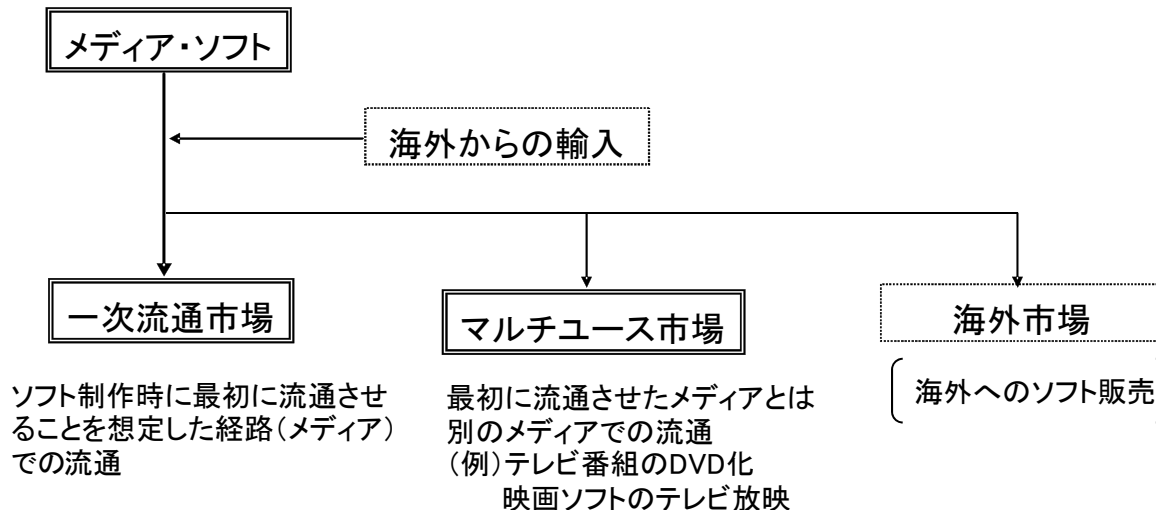 メディア・ソフト
海外からの輸入
一次流通市場
ソフト制作時に最初に流通させ
ることを想定した経路（メディア）
での流通
マルチユース市場
最初に流通させたメディアとは
別のメディアでの流通
（例）テレビ番組のDVD化
映画ソフトのテレビ放映
海外市場
海外へのソフト販売